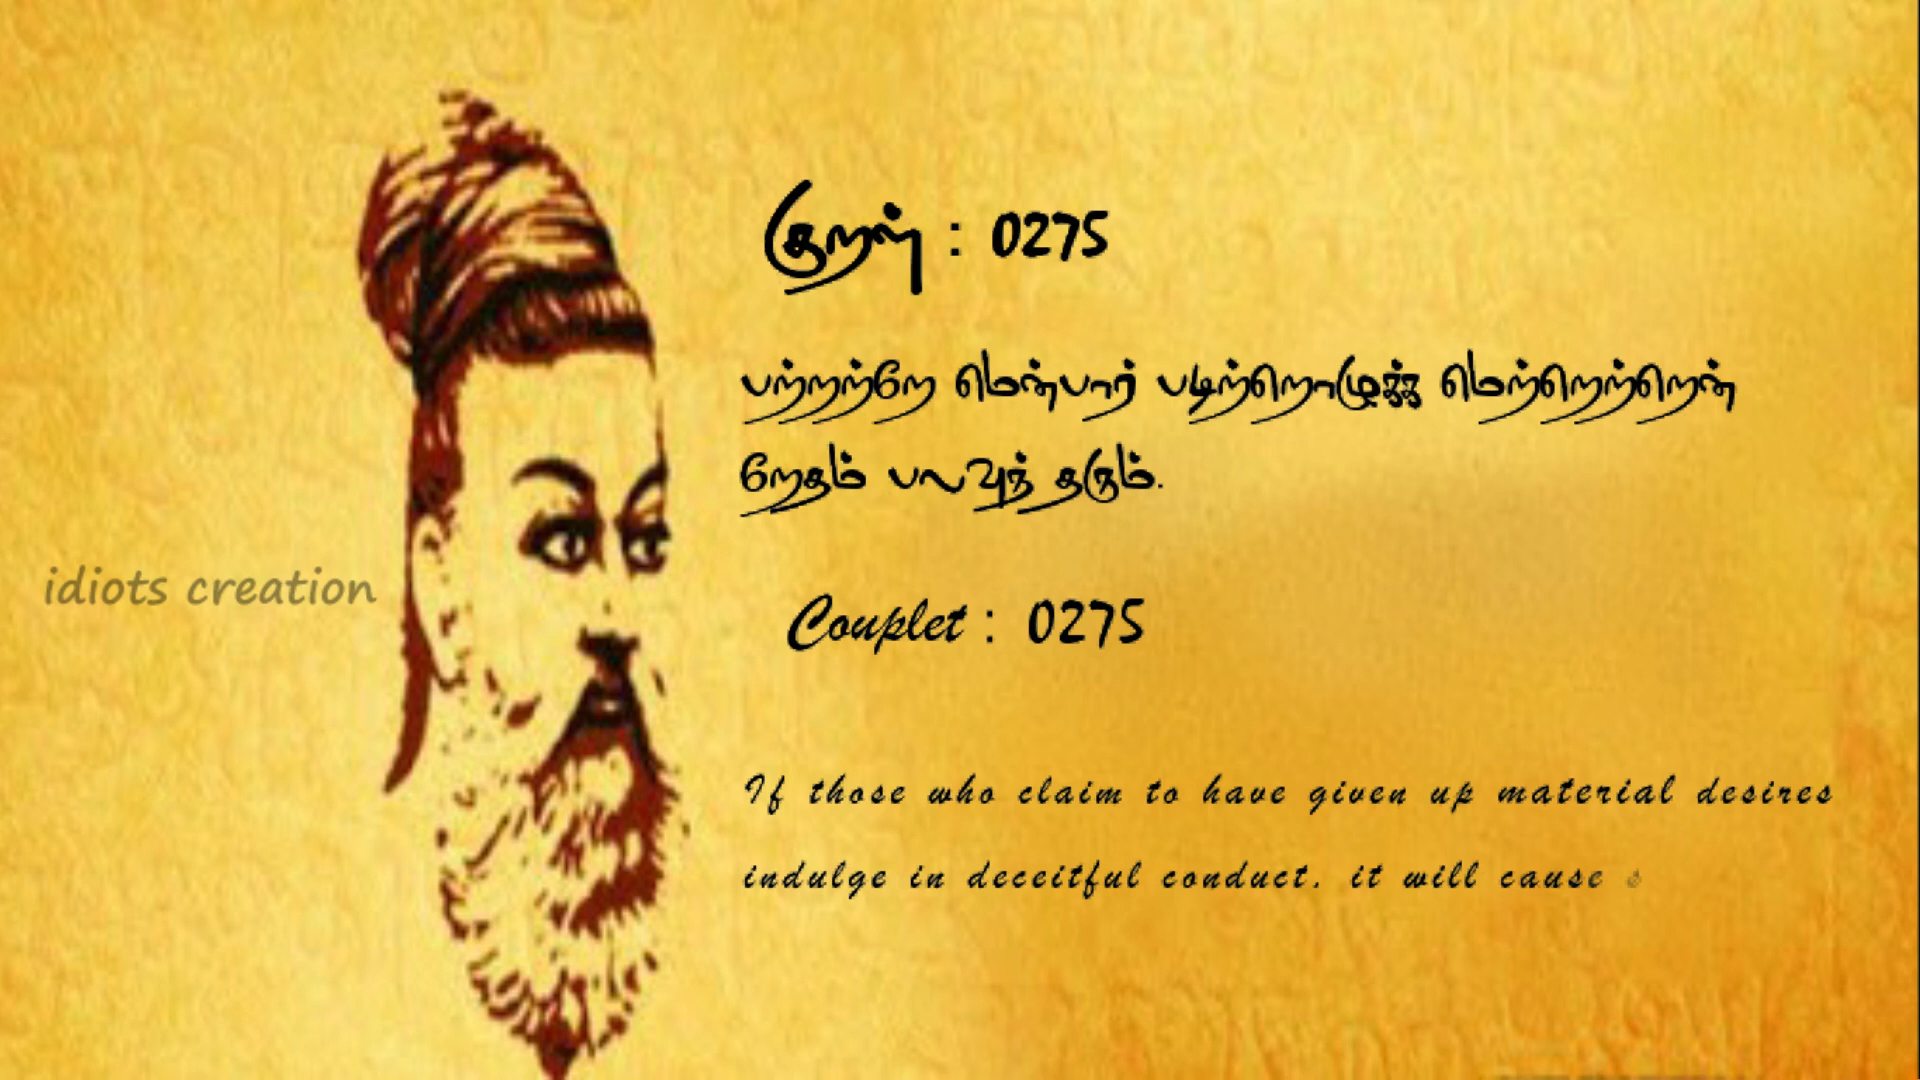 குறள் : 0275
பற்றற்றே மென்பார் படிற்றொழுக்க மெற்றெற்றென்
றேதம் பலவுந் தரும்.
idiots creation
Couplet : 0275
If those who claim to have given up material desires
indulge in deceitful conduct, it will cause